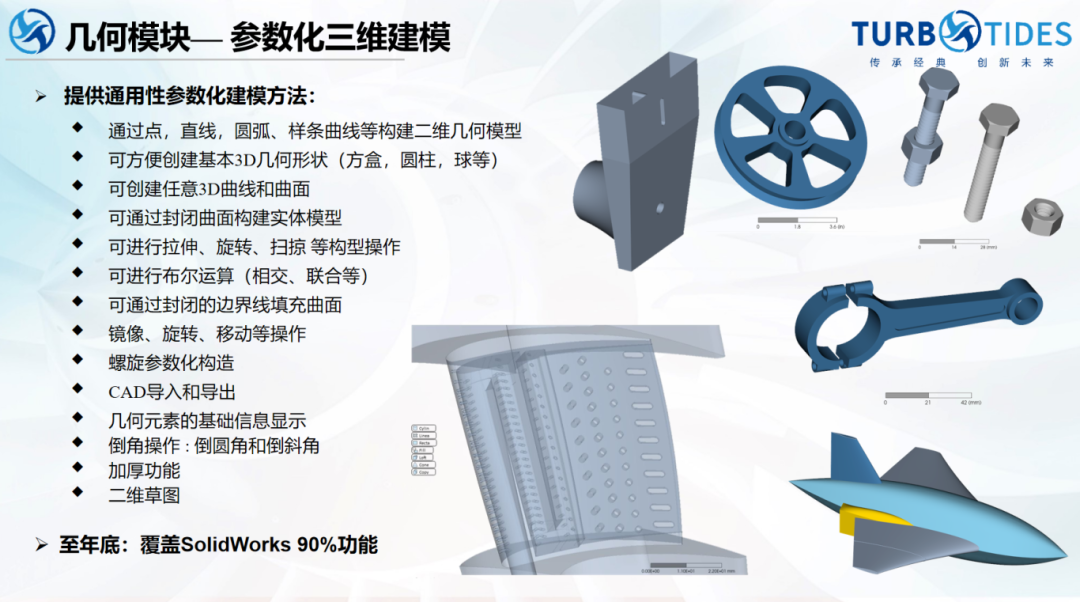 几何模块— 参数化三维建模
TURBOTIDES
传承经典 创新未来
➢ 提供通用性参数化建模方法：
◆ 通过点，直线，圆弧、样条曲线等构建二维几何模型
◆ 可方便创建基本3D几何形状（方盒，圆柱，球等）
◆ 可创建任意3D曲线和曲面
◆ 可通过封闭曲面构建实体模型
◆ 可进行拉伸、旋转、扫掠 等构型操作
◆ 可进行布尔运算（相交、联合等）
◆ 可通过封闭的边界线填充曲面
◆ 镜像、旋转、移动等操作
◆ 螺旋参数化构造
◆ CAD导入和导出
◆ 几何元素的基础信息显示
◆ 倒角操作 : 倒圆角和倒斜角
◆ 加厚功能
◆ 二维草图
➢ 至年底：覆盖SolidWorks 90%功能
0 1.8 3.6 (in)
0 14 28 (mm)
0 21 42 (mm)
0.00E+00 1.10E+01 2.20E+01 mm